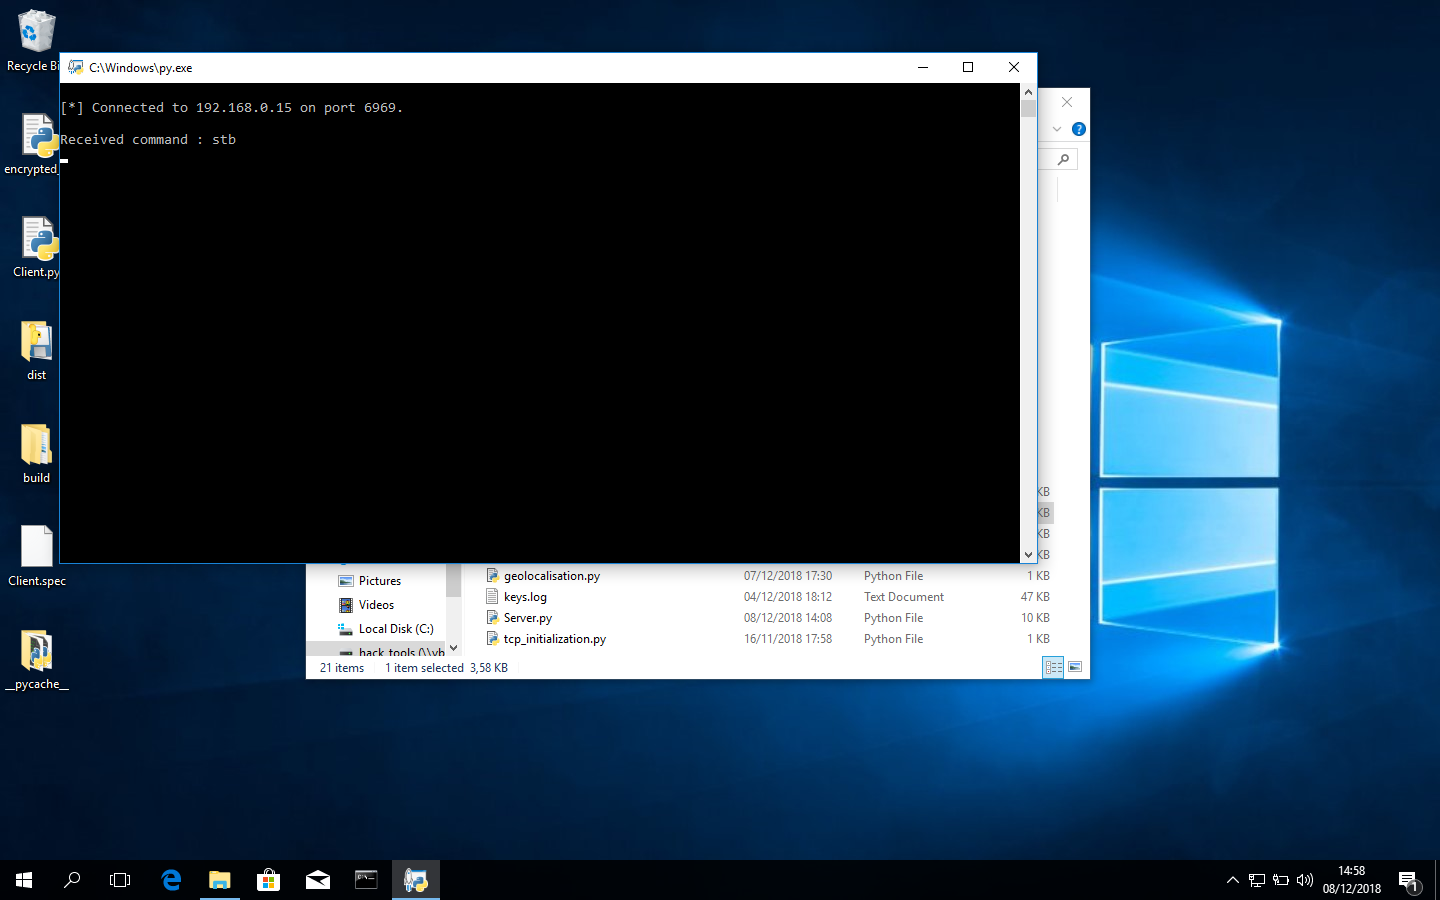 Recycle Bi
encrypted_
Client.py
dist
build
Client.spec
__pycache__
C:\Windows\py.exe
[*] Connected to 192.168.0.15 on port 6969.
Received command : stb
KB
KB
KB
KB
geolocalisation.py 07/12/2018 17:30 Python File 1 KB
keys.log 04/12/2018 18:12 Text Document 47 KB
Server.py 08/12/2018 14:08 Python File 10 KB
tcp_initialization.py 16/11/2018 17:58 Python File 1 KB
Pictures
Videos
Local Disk (C:)
hack_tools (\\vb
21 items 1 item selected 3,58 KB
14:58
08/12/2018
1